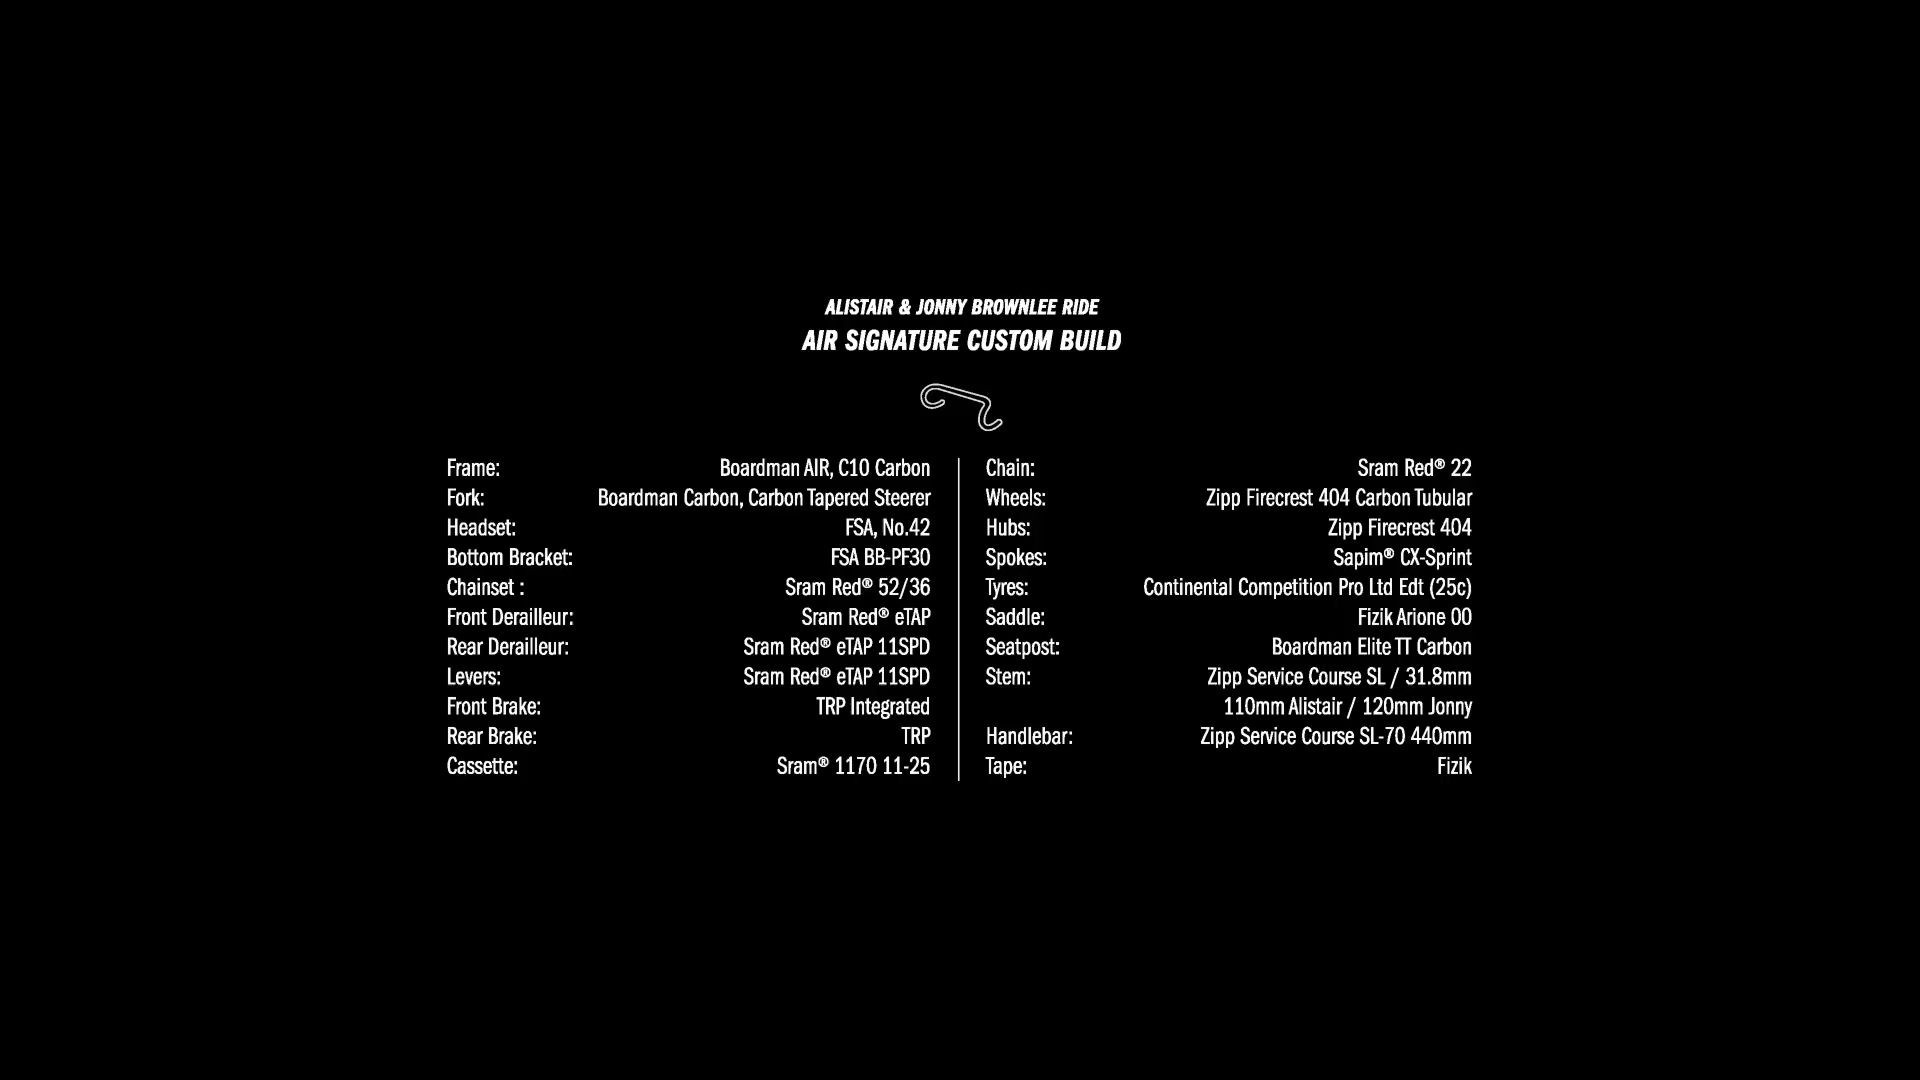 ALISTAIR & JONNY BROWNLEE RIDE
AIR SIGNATURE CUSTOM BUILD
Frame: Boardman AIR, C10 Carbon
Fork: Boardman Carbon, Carbon Tapered Steerer
Headset: FSA, No.42
Bottom Bracket: FSA BB-PF30
Chainset : Sram Red® 52/36
Front Derailleur: Sram Red® eTAP
Rear Derailleur: Sram Red® eTAP 11SPD
Levers: Sram Red® eTAP 11SPD
Front Brake: TRP Integrated
Rear Brake: TRP
Cassette: Sram® 1170 11-25
Chain: Sram Red® 22
Wheels: Zipp Firecrest 404 Carbon Tubular
Hubs: Zipp Firecrest 404
Spokes: Sapim® CX-Sprint
Tyres: Continental Competition Pro Ltd Edt (25c)
Saddle: Fizik Arione 00
Seatpost: Boardman Elite TT Carbon
Stem: Zipp Service Course SL / 31.8mm
110mm Alistair / 120mm Jonny
Handlebar: Zipp Service Course SL-70 440mm
Tape: Fizik